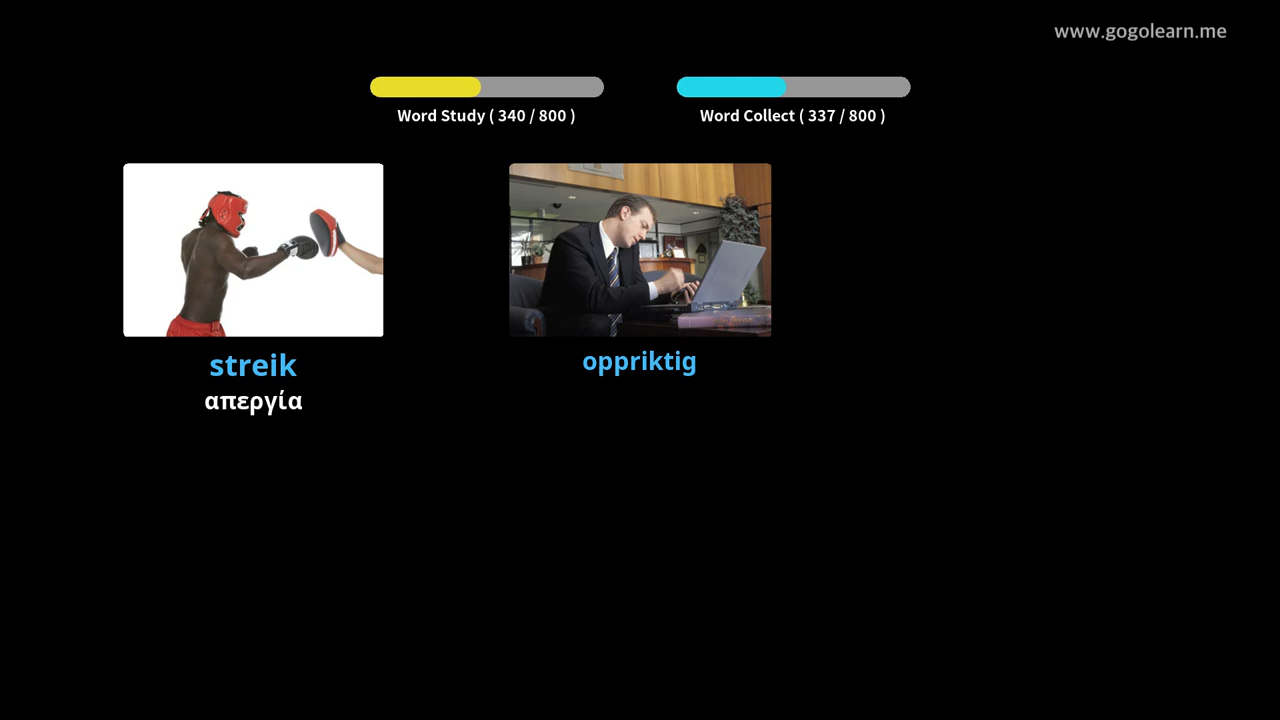 www.gogolearn.me
Word Study ( 340 / 800 )
Word Collect ( 337 / 800 )
streik
απεργία
oppriktig